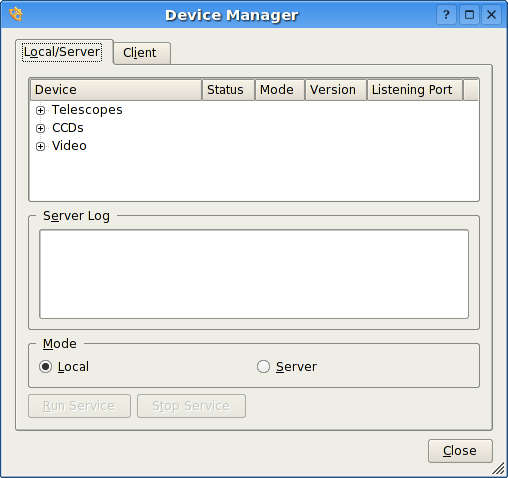 Device Manager
Local/Server Client
Device Status Mode Version Listening Port
Telescopes
CCDs
Video
Server Log
Mode
Local Server
Run Service Stop Service
Close